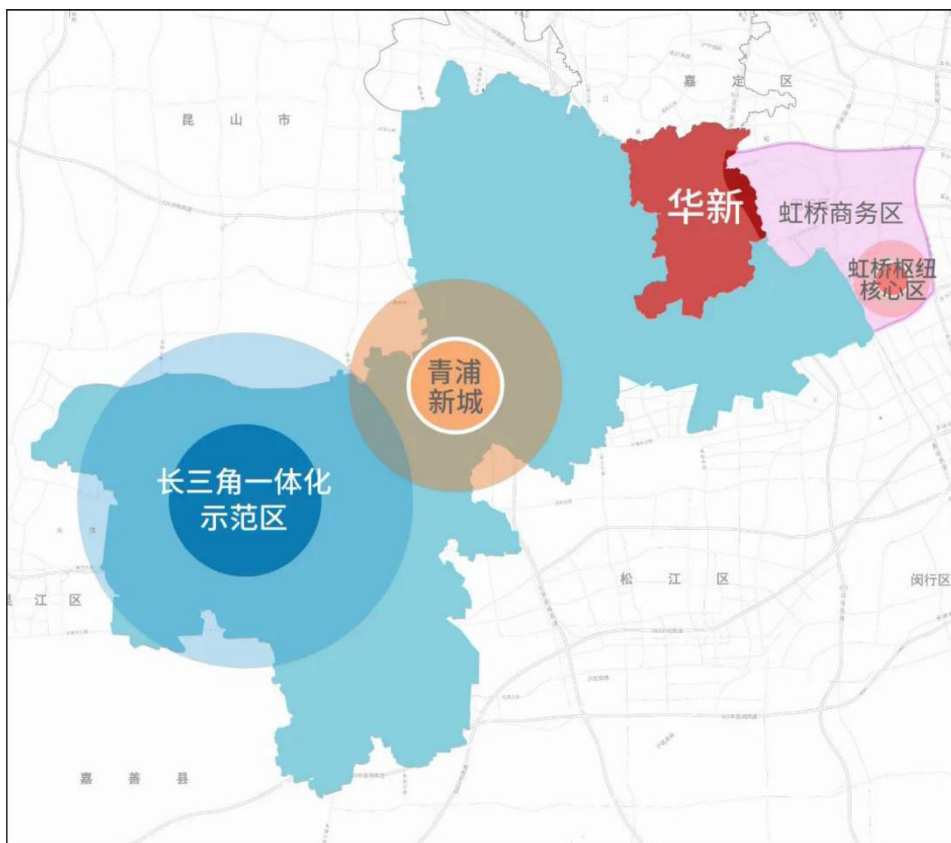 嘉定区
昆山市
华新
虹桥商务区
虹桥枢纽
核心区
青浦
新城
长三角一体化
示范区
松江区
闵行区
吴江区
嘉善县